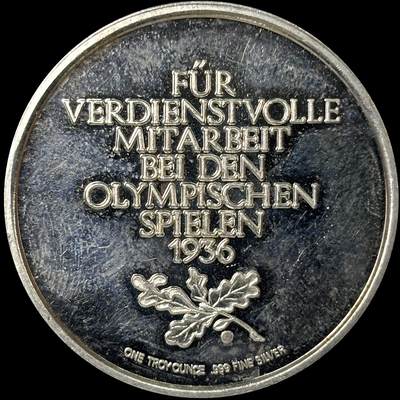 FÜR
VERDIENSTVOLLE
MITARBEIT
BEI DEN
OLYMPISCHEN
SPIELEN
1936
ONE TROY OUNCE .999 FINE SILVER